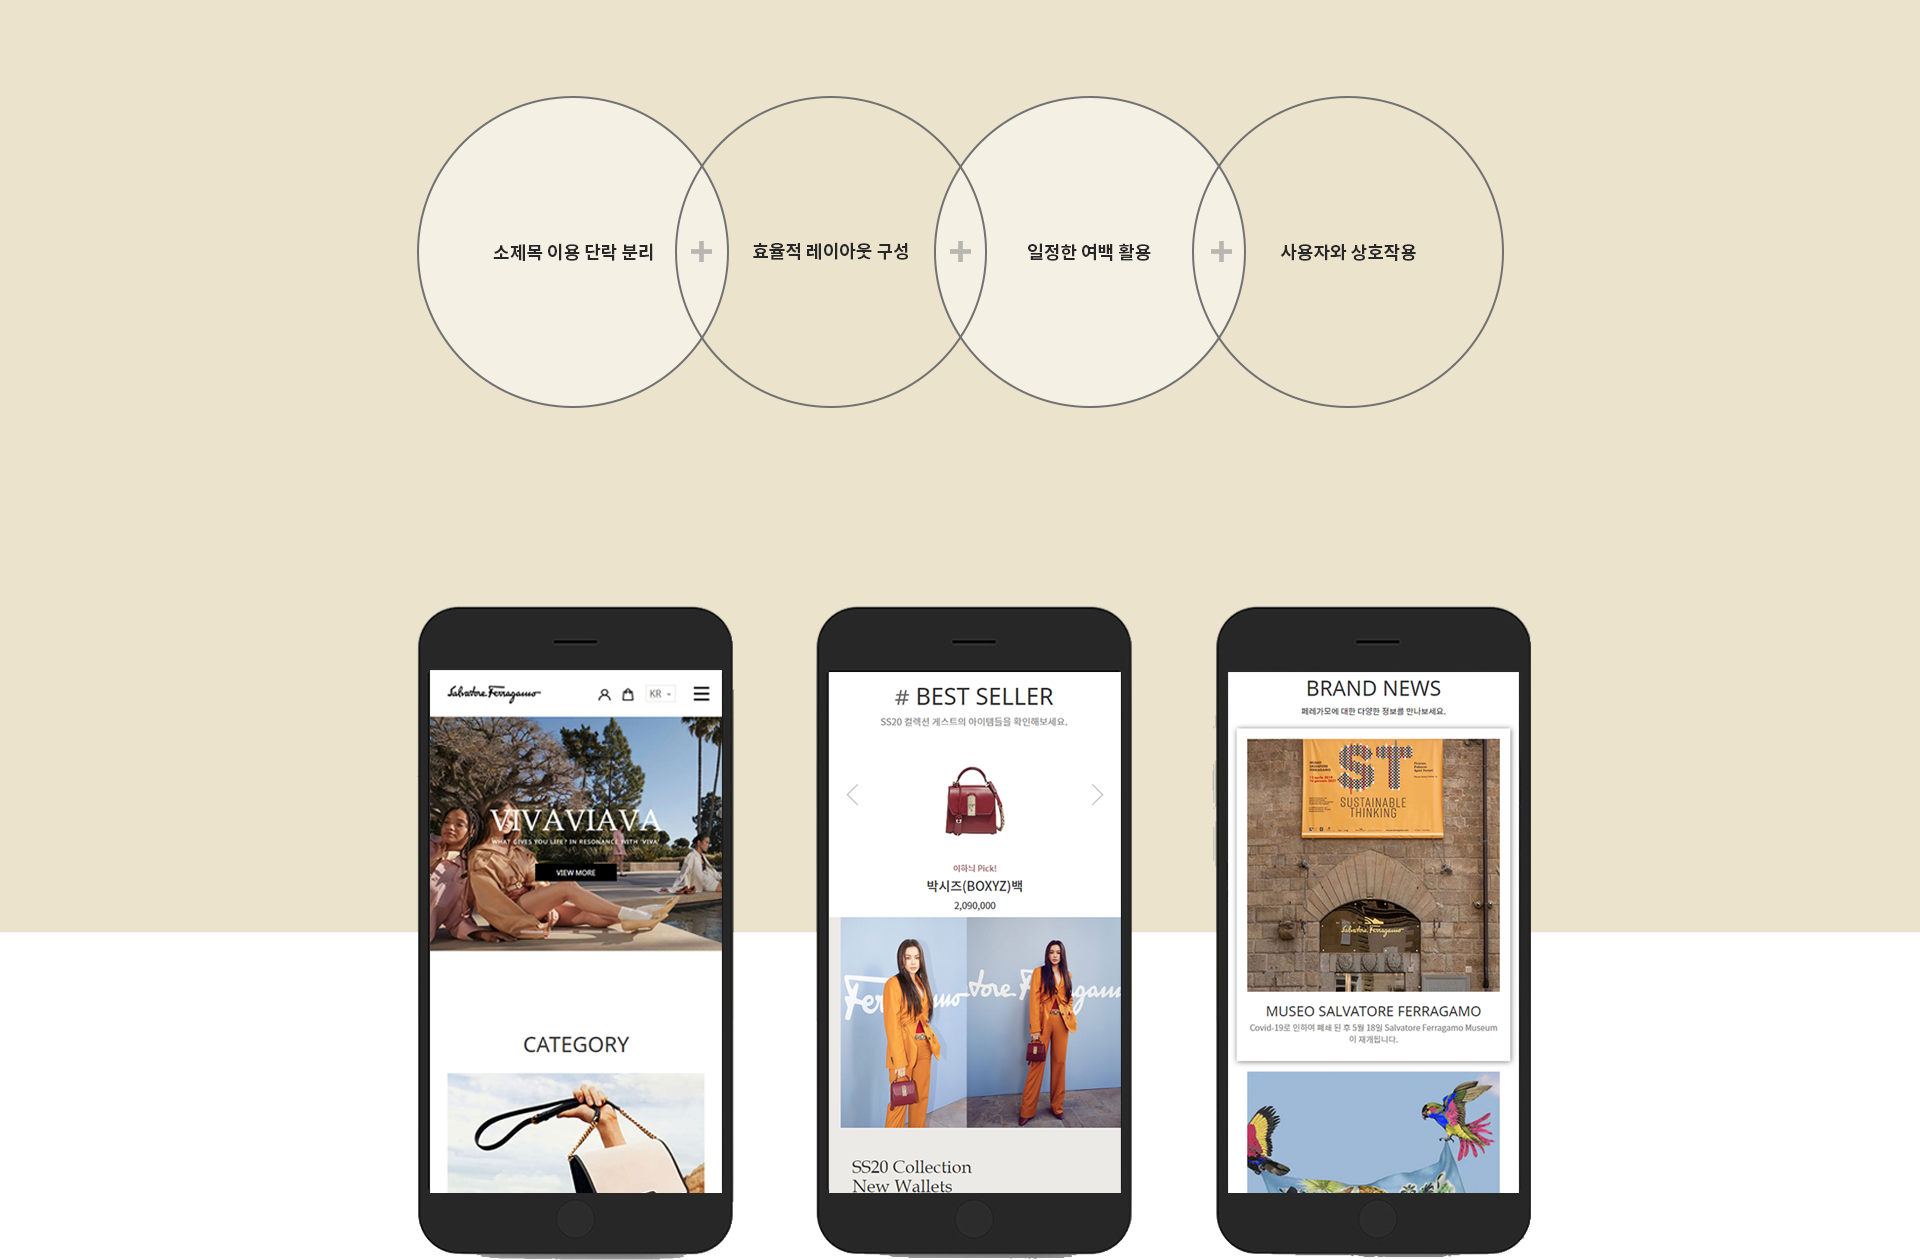 소제목 이용 단락 분리
+
효율적 레이아웃 구성
+
일정한 여백 활용
+
사용자와 상호작용
Salvatore Ferragamo
KR
VIVAVIAVA
WHAT GIVES YOU LIFE? IN RESONANCE WITH 'VIVA'
VIEW MORE
CATEGORY
# BEST SELLER
SS20 컬렉션 게스트의 아이템들을 확인해보세요.
이하늬 Pick!
박시즈(BOXYZ)백
2,090,000
SS20 Collection
New Wallets
BRAND NEWS
페레가모에 대한 다양한 정보를 만나보세요.
ST
SUSTAINABLE
THINKING
Salvatore Ferragamo
MUSEO SALVATORE FERRAGAMO
Covid-19로 인하여 폐쇄 된 후 5월 18일 Salvatore Ferragamo Museum
이 재개됩니다.